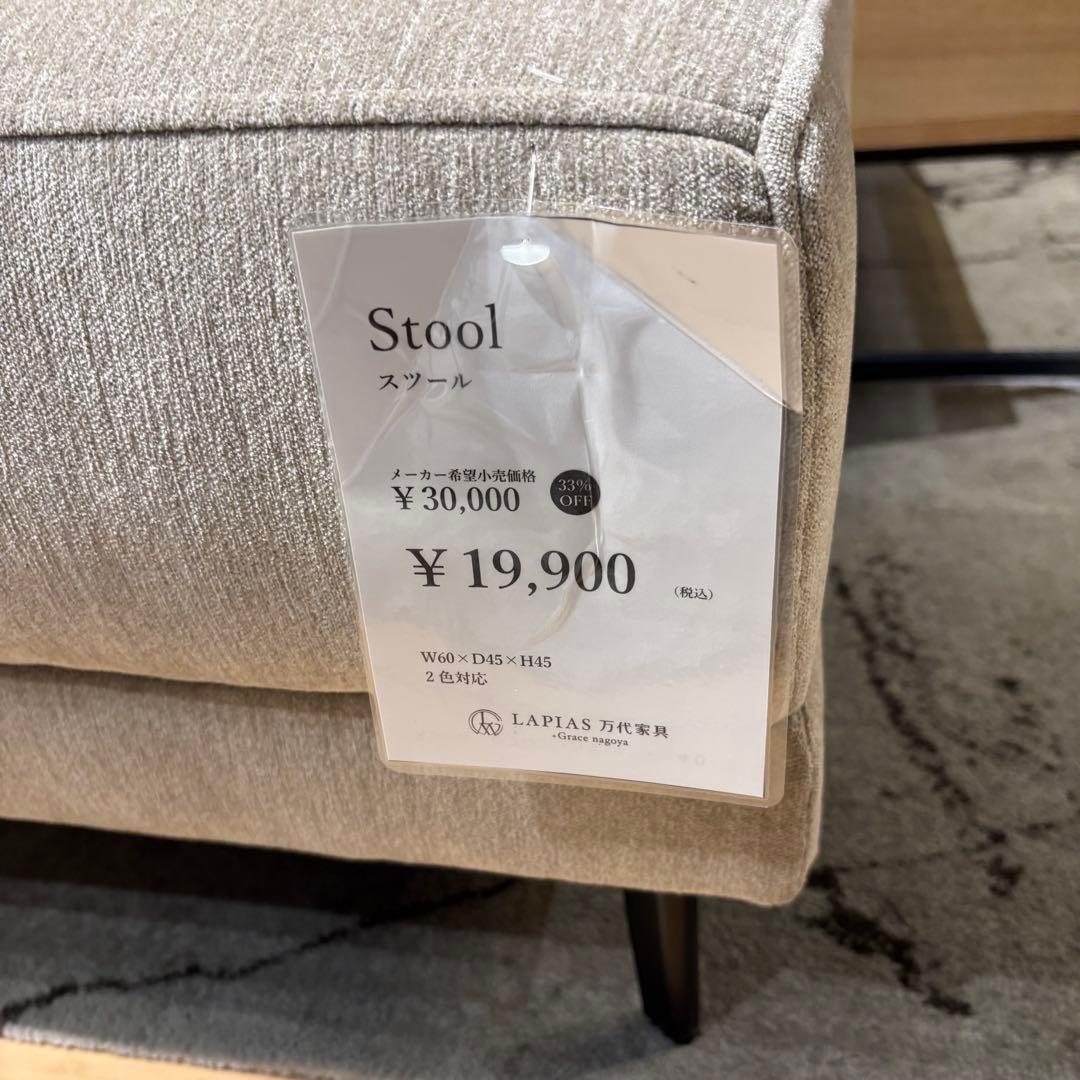 Stool
スツール
メーカー希望小売価格
￥30,000
33%
OFF
￥19,900 (税込)
W60×D45×H45
2色対応
LAPIAS 万代家具
+Grace nagoya